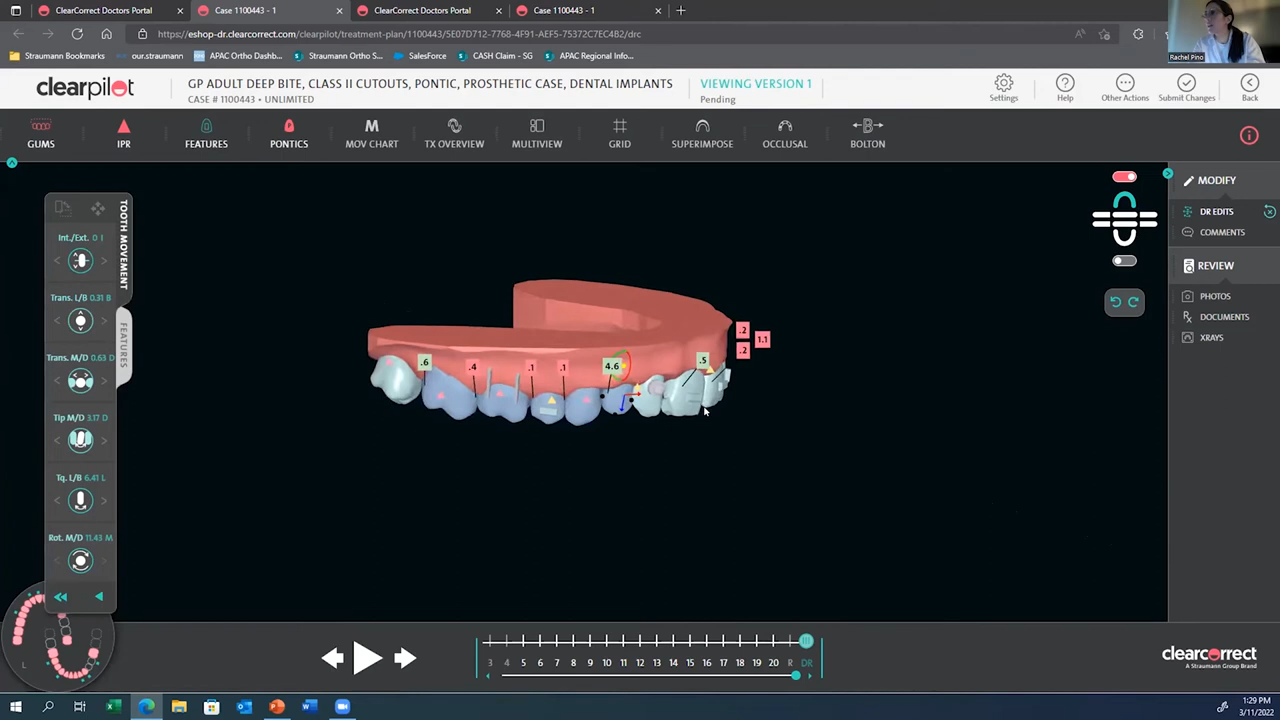 ClearCorrect Doctors Portal
Case 1100443 - 1
ClearCorrect Doctors Portal
Case 1100443 - 1
https://eshop-dr.clearcorrect.com/clearpilot/treatment-plan/1100443/5E07D712-7768-4F91-AEF5-75372C7EC4B2/drc
Straumann Bookmarks
our.straumann
APAC Ortho Dashb...
Straumann Ortho S...
SalesForce
CASH Claim - SG
APAC Regional Info...
Rachel Pino
clearpilot
GP ADULT DEEP BITE, CLASS II CUTOUTS, PONTIC, PROSTHETIC CASE, DENTAL IMPLANTS
CASE # 1100443 • UNLIMITED
VIEWING VERSION 1
Pending
Settings
Help
Other Actions
Submit Changes
Back
GUMS
IPR
FEATURES
PONTICS
M
MOV CHART
TX OVERVIEW
MULTIVIEW
GRID
SUPERIMPOSE
OCCLUSAL
BOLTON
MODIFY
DR EDITS
COMMENTS
REVIEW
PHOTOS
DOCUMENTS
XRAYS
TOOTH MOVEMENT
FEATURES
Int./Ext. 0 I
Trans. L/B 0.31 B
Trans. M/D 0.63 D
Tip M/D 3.17 D
Tq. L/B 6.41 L
Rot. M/D 11.43 M
.6
.4
.1
.1
4.6
.5
.2
.2
1.1
L
3 4 5 6 7 8 9 10 11 12 13 14 15 16 17 18 19 20 R DR
clearcorrect
A Straumann Group Brand
1:29 PM
3/11/2022